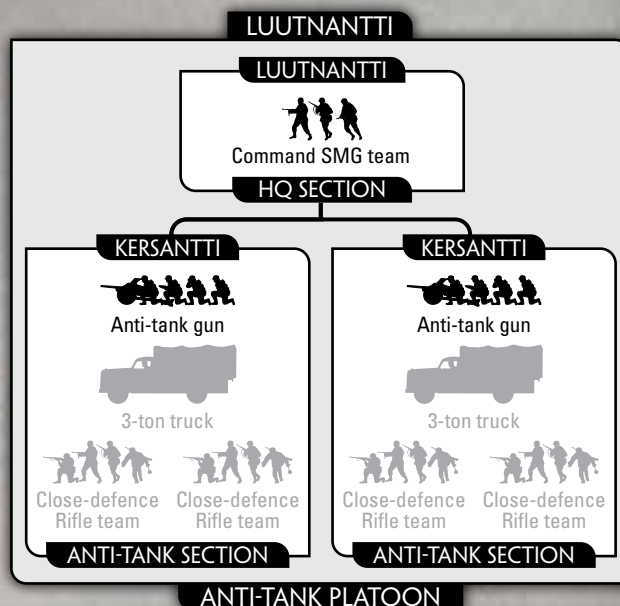 LUUTNANTTI
LUUTNANTTI
Command SMG team
HQ SECTION
KERSANTTI
Anti-tank gun
3-ton truck
Close-defence Rifle team
Close-defence Rifle team
ANTI-TANK SECTION
KERSANTTI
Anti-tank gun
3-ton truck
Close-defence Rifle team
Close-defence Rifle team
ANTI-TANK SECTION
ANTI-TANK PLATOON